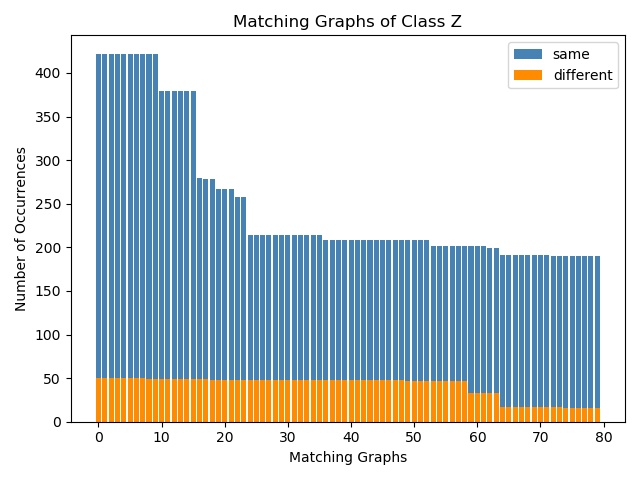 Matching Graphs of Class Z
same
different
Number of Occurrences
400
350
300
250
200
150
100
50
0
0 10 20 30 40 50 60 70 80
Matching Graphs